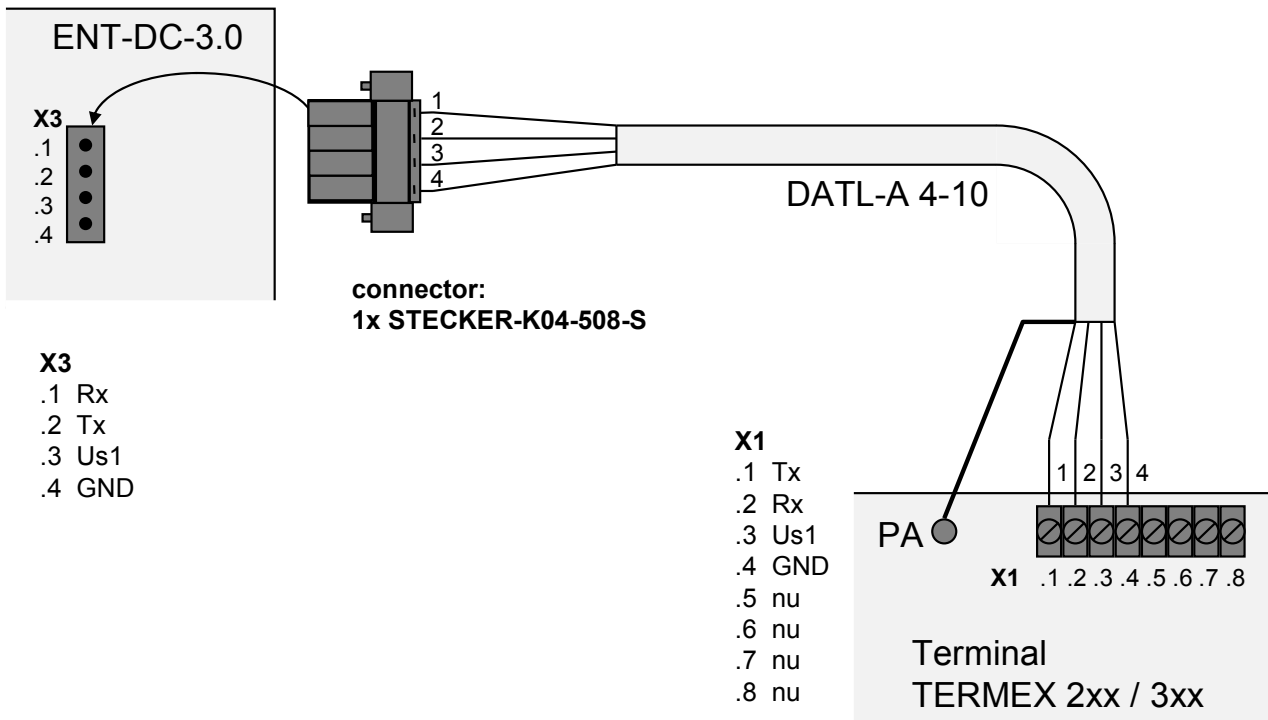 ENT-DC-3.0
X3
.1
.2
.3
.4
1
2
3
4
DATL-A 4-10
connector:
1x STECKER-K04-508-S
X3
.1 Rx
.2 Tx
.3 Us1
.4 GND
X1
.1 Tx
.2 Rx
.3 Us1
.4 GND
.5 nu
.6 nu
.7 nu
.8 nu
1 2 3 4
PA
X1 .1 .2 .3 .4 .5 .6 .7 .8
Terminal
TERMEX 2xx / 3xx